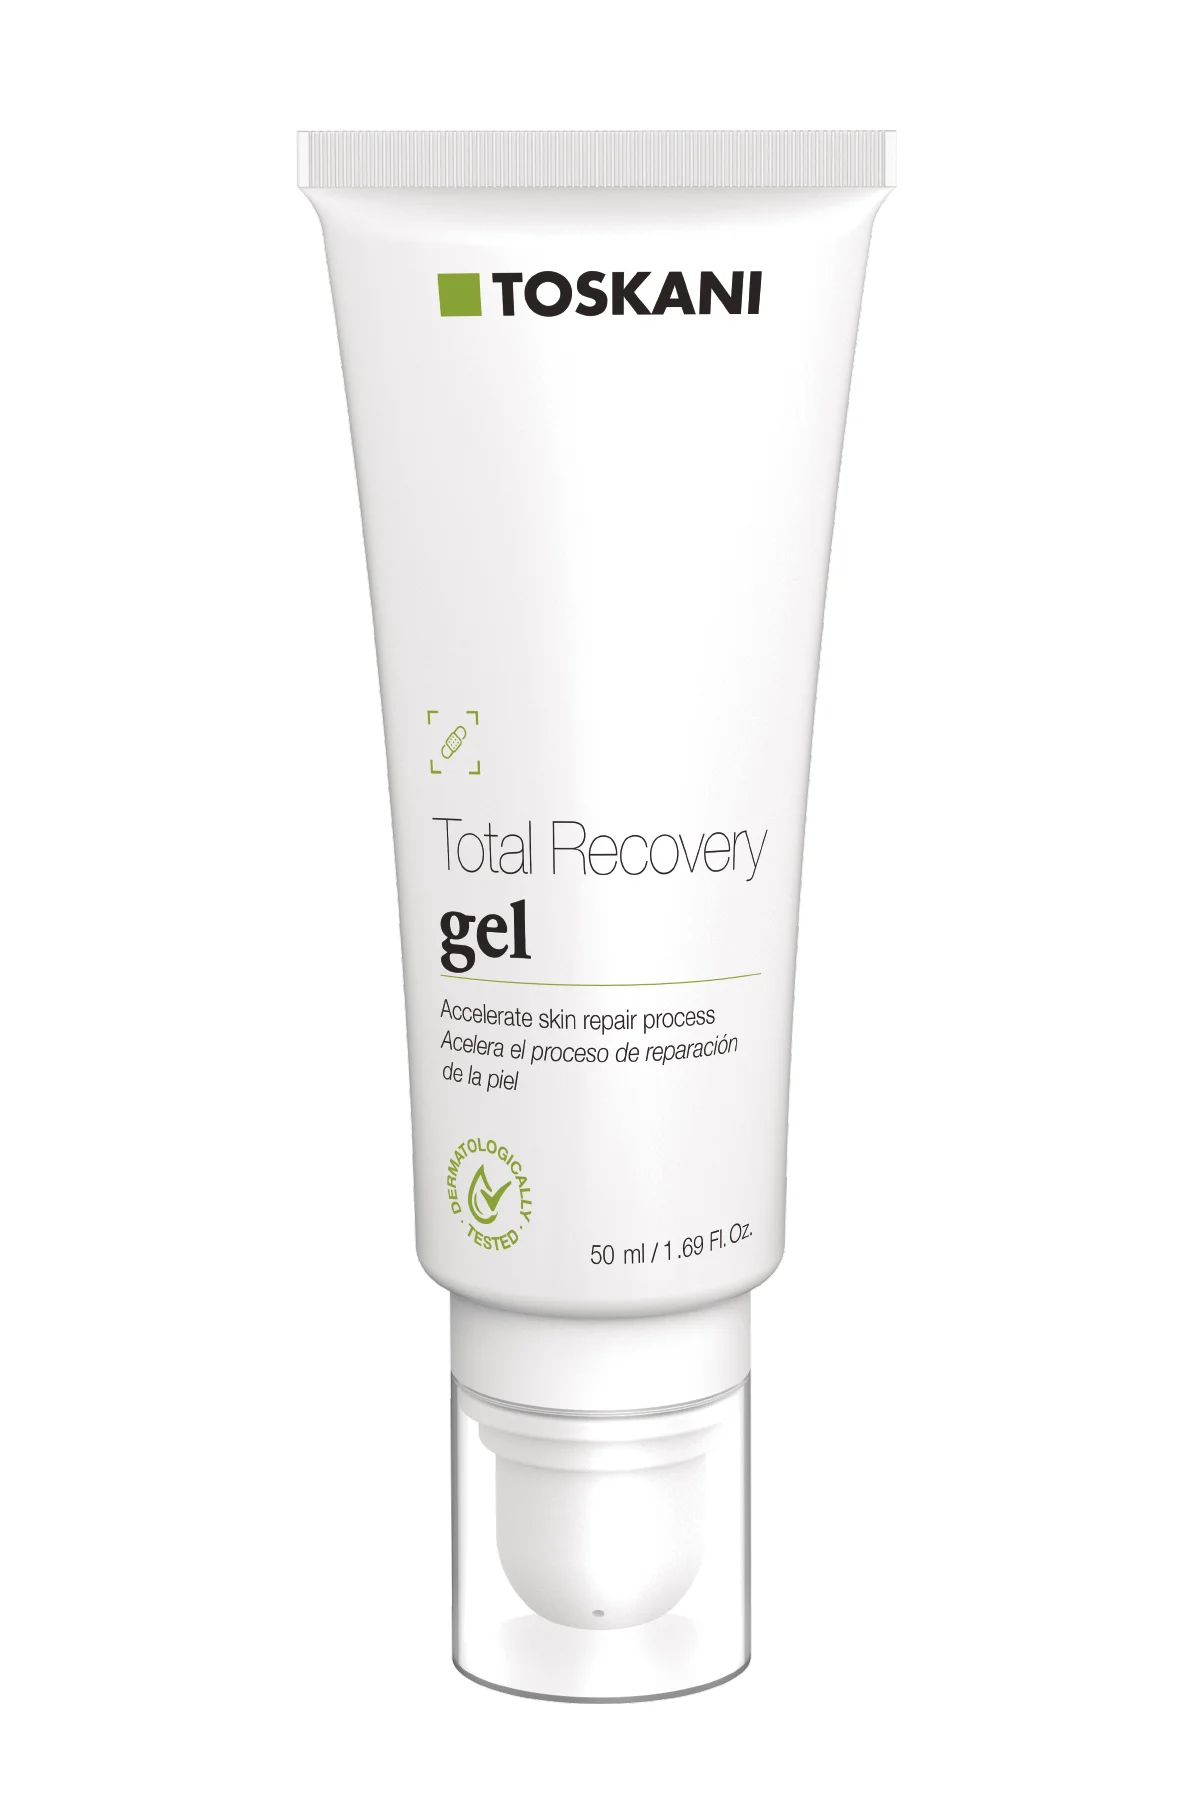 TOSKANI
Total Recovery
gel
Accelerate skin repair process
Acelera el proceso de reparación
de la piel
DERMATOLOGICALLY
· TESTED ·
50 ml / 1.69 Fl. Oz.